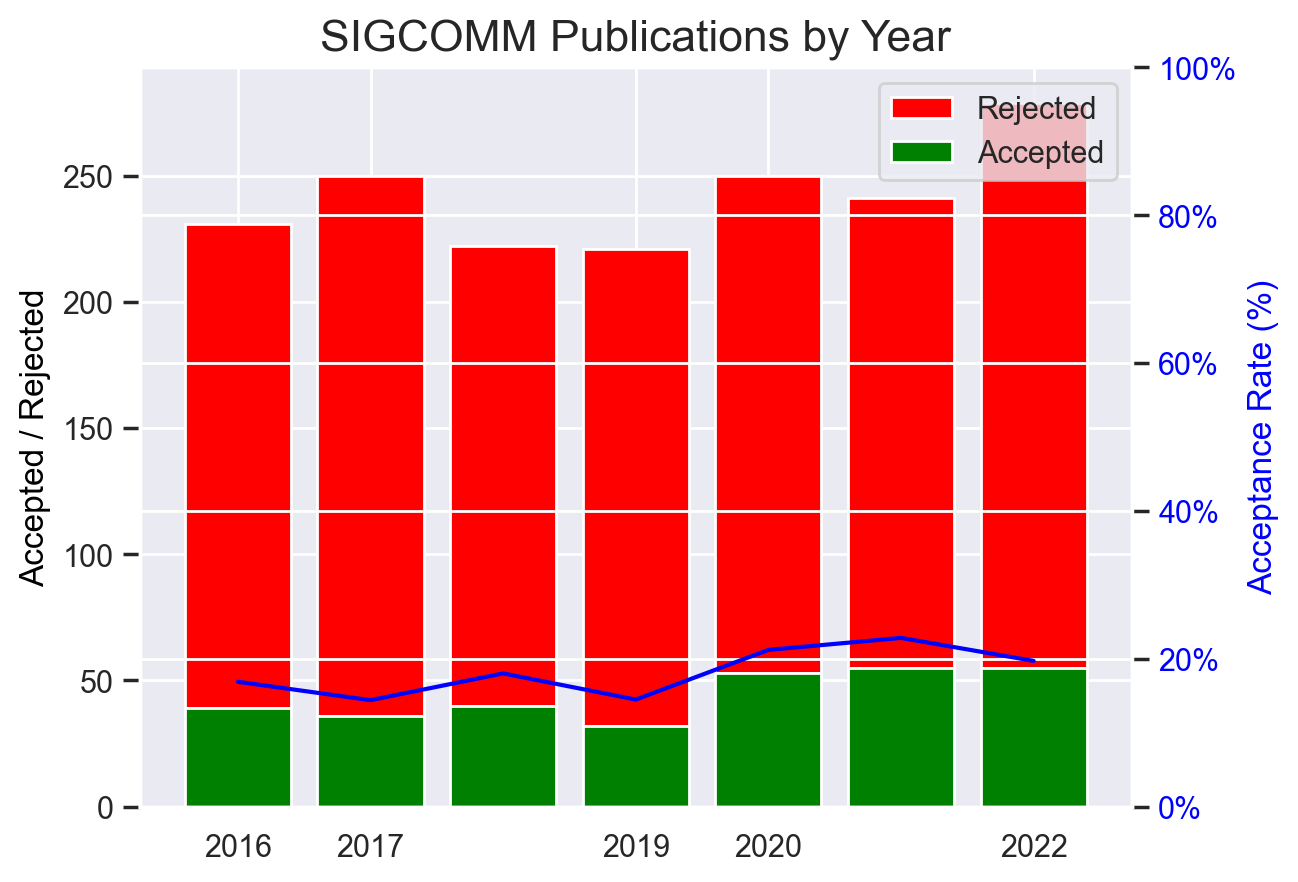 SIGCOMM Publications by Year
100%
Rejected
Accepted
250
80%
200
60%
150
40%
100
20%
50
0
0%
Accepted / Rejected
Acceptance Rate (%)
2016 2017 2019 2020 2022